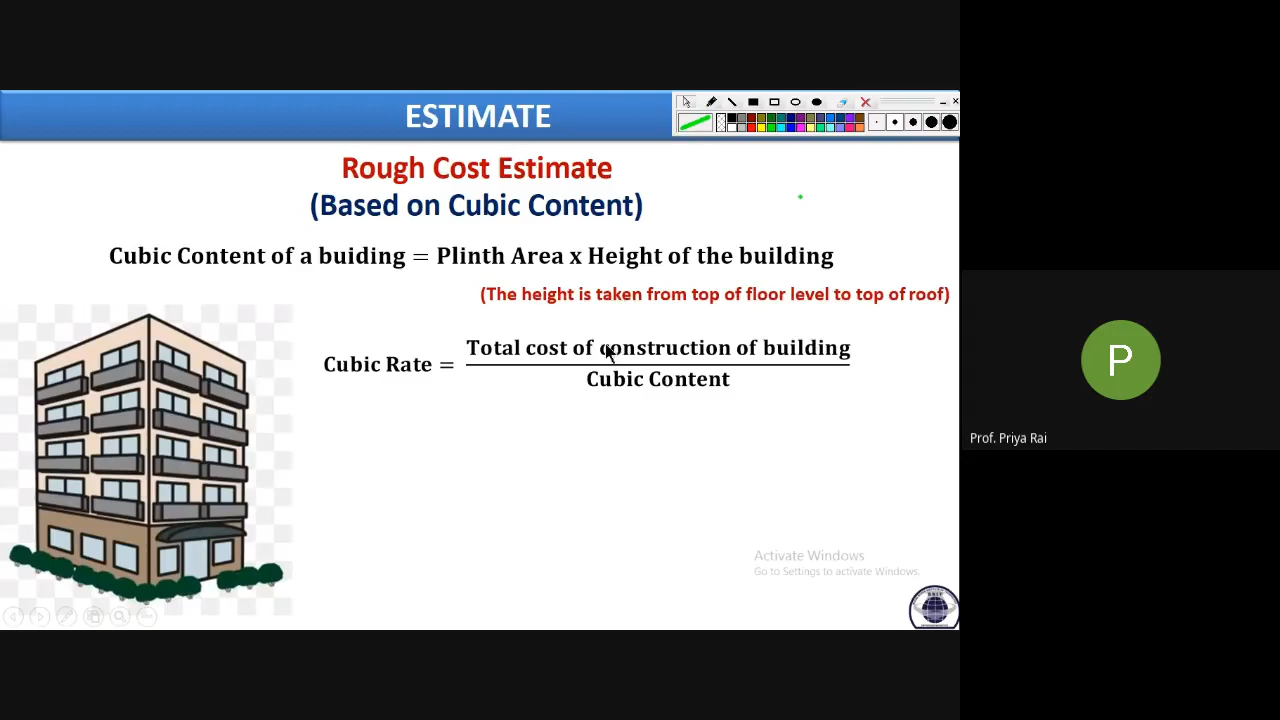 ESTIMATE
Rough Cost Estimate
(Based on Cubic Content)
Cubic Content of a buiding = Plinth Area x Height of the building
(The height is taken from top of floor level to top of roof)
Cubic Rate = Total cost of construction of building
Cubic Content
P
Prof. Priya Rai
Activate Windows
Go to Settings to activate Windows.